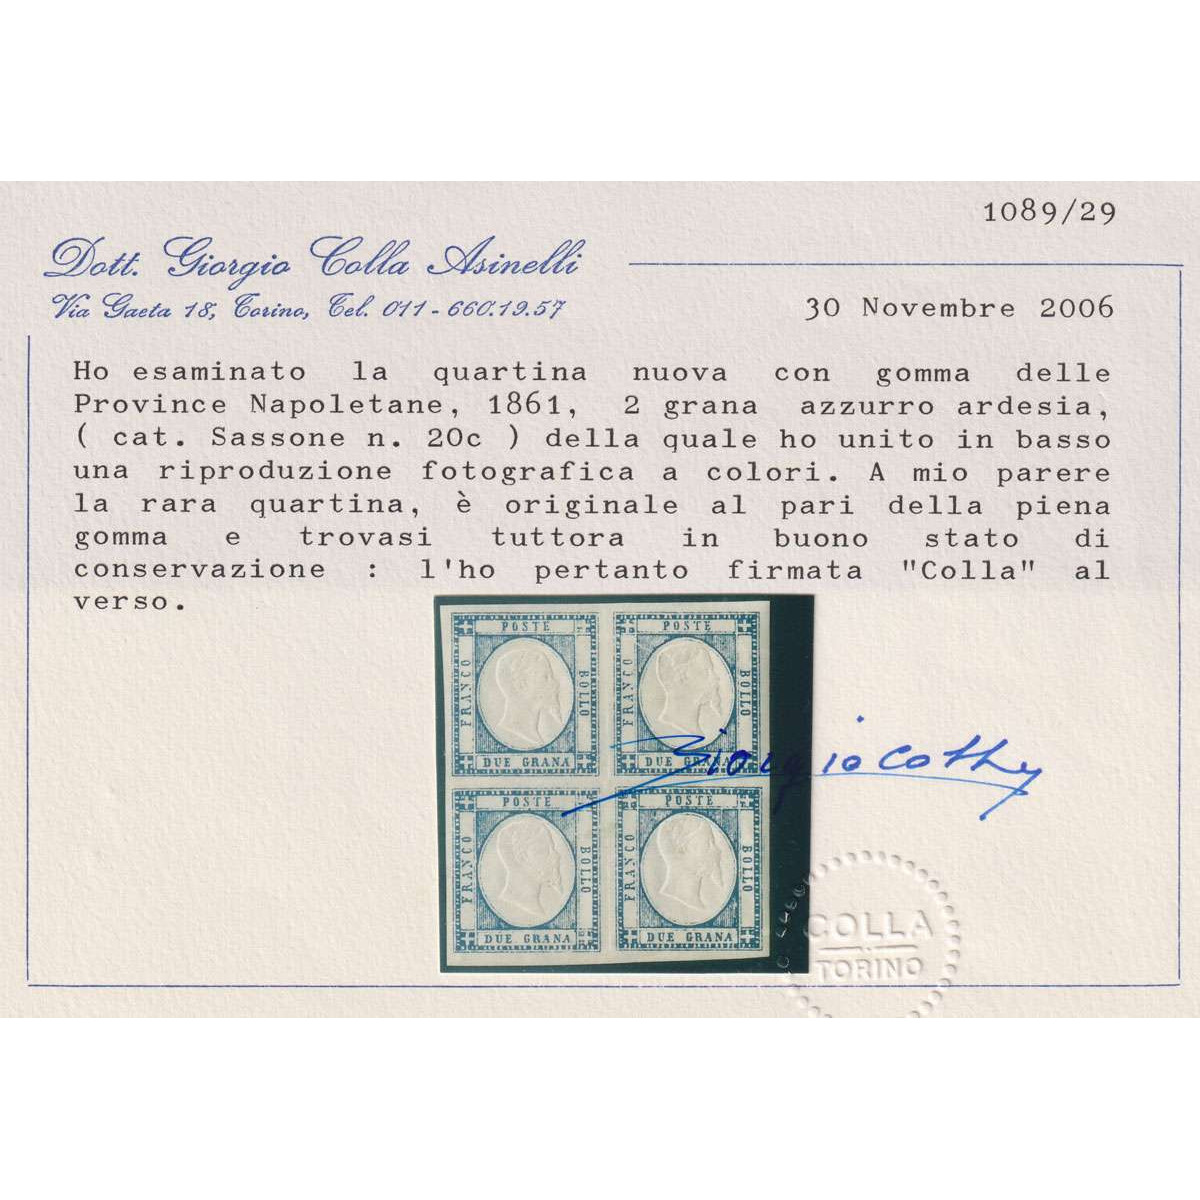 1089/29
Dott. Giorgio Colla Asinelli
Via Gaeta 18, Torino, Tel. 011 - 660.19.57
30 Novembre 2006
Ho esaminato la quartina nuova con gomma delle
Province Napoletane, 1861, 2 grana azzurro ardesia,
( cat. Sassone n. 20c ) della quale ho unito in basso
una riproduzione fotografica a colori. A mio parere
la rara quartina, è originale al pari della piena
gomma e trovasi tuttora in buono stato di
conservazione : l'ho pertanto firmata "Colla" al
verso.
POSTE
FRANCO
BOLLO
DUE GRANA
POSTE
FRANCO
BOLLO
DUE GRANA
Giorgio Colla
POSTE
FRANCO
BOLLO
DUE GRANA
POSTE
FRANCO
BOLLO
DUE GRANA
COLLA
TORINO